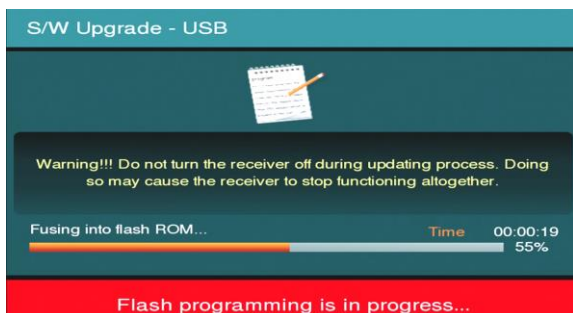 S/W Upgrade - USB
program
Warning!!! Do not turn the receiver off during updating process. Doing
so may cause the receiver to stop functioning altogether.
Fusing into flash ROM... Time 00:00:19
55%
Flash programming is in progress...